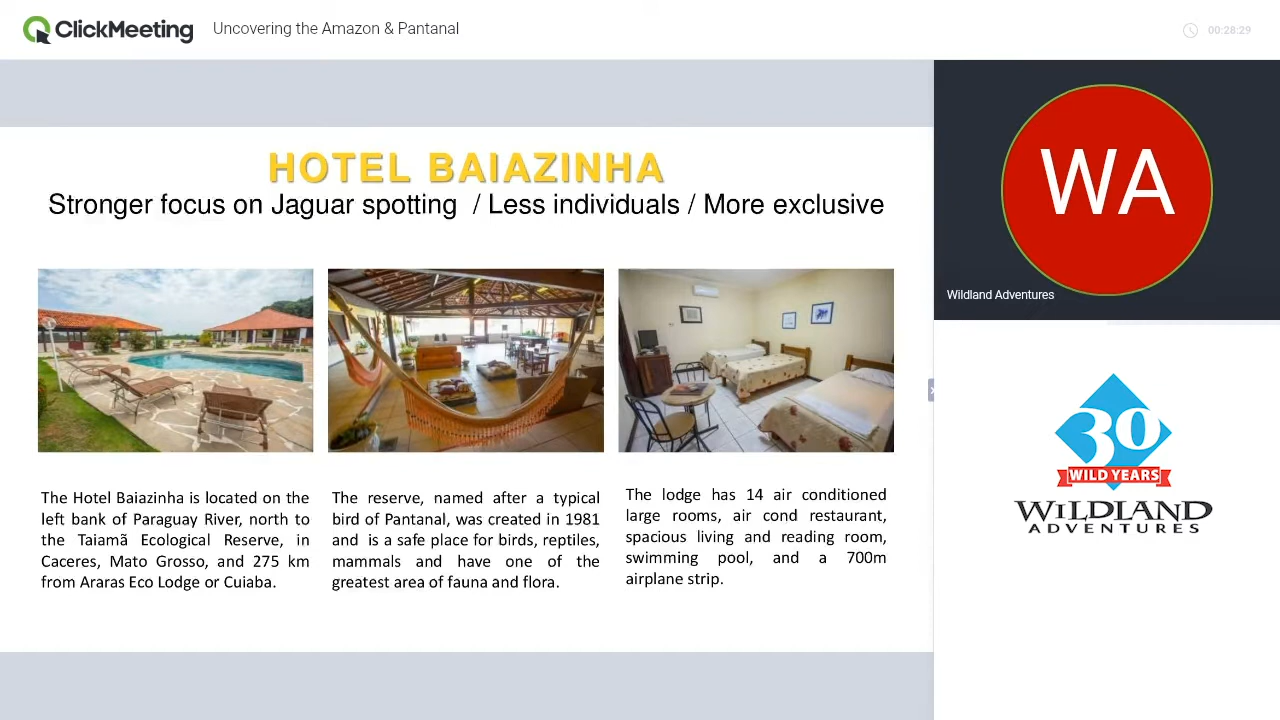 ClickMeeting Uncovering the Amazon & Pantanal 00:28:29
HOTEL BAIAZINHA
Stronger focus on Jaguar spotting / Less individuals / More exclusive
The Hotel Baiazinha is located on the
left bank of Paraguay River, north to
the Taiamã Ecological Reserve, in
Caceres, Mato Grosso, and 275 km
from Araras Eco Lodge or Cuiaba.
The reserve, named after a typical
bird of Pantanal, was created in 1981
and is a safe place for birds, reptiles,
mammals and have one of the
greatest area of fauna and flora.
The lodge has 14 air conditioned
large rooms, air cond restaurant,
spacious living and reading room,
swimming pool, and a 700m
airplane strip.
WA
Wildland Adventures
30
WILD YEARS
WILDLAND
ADVENTURES